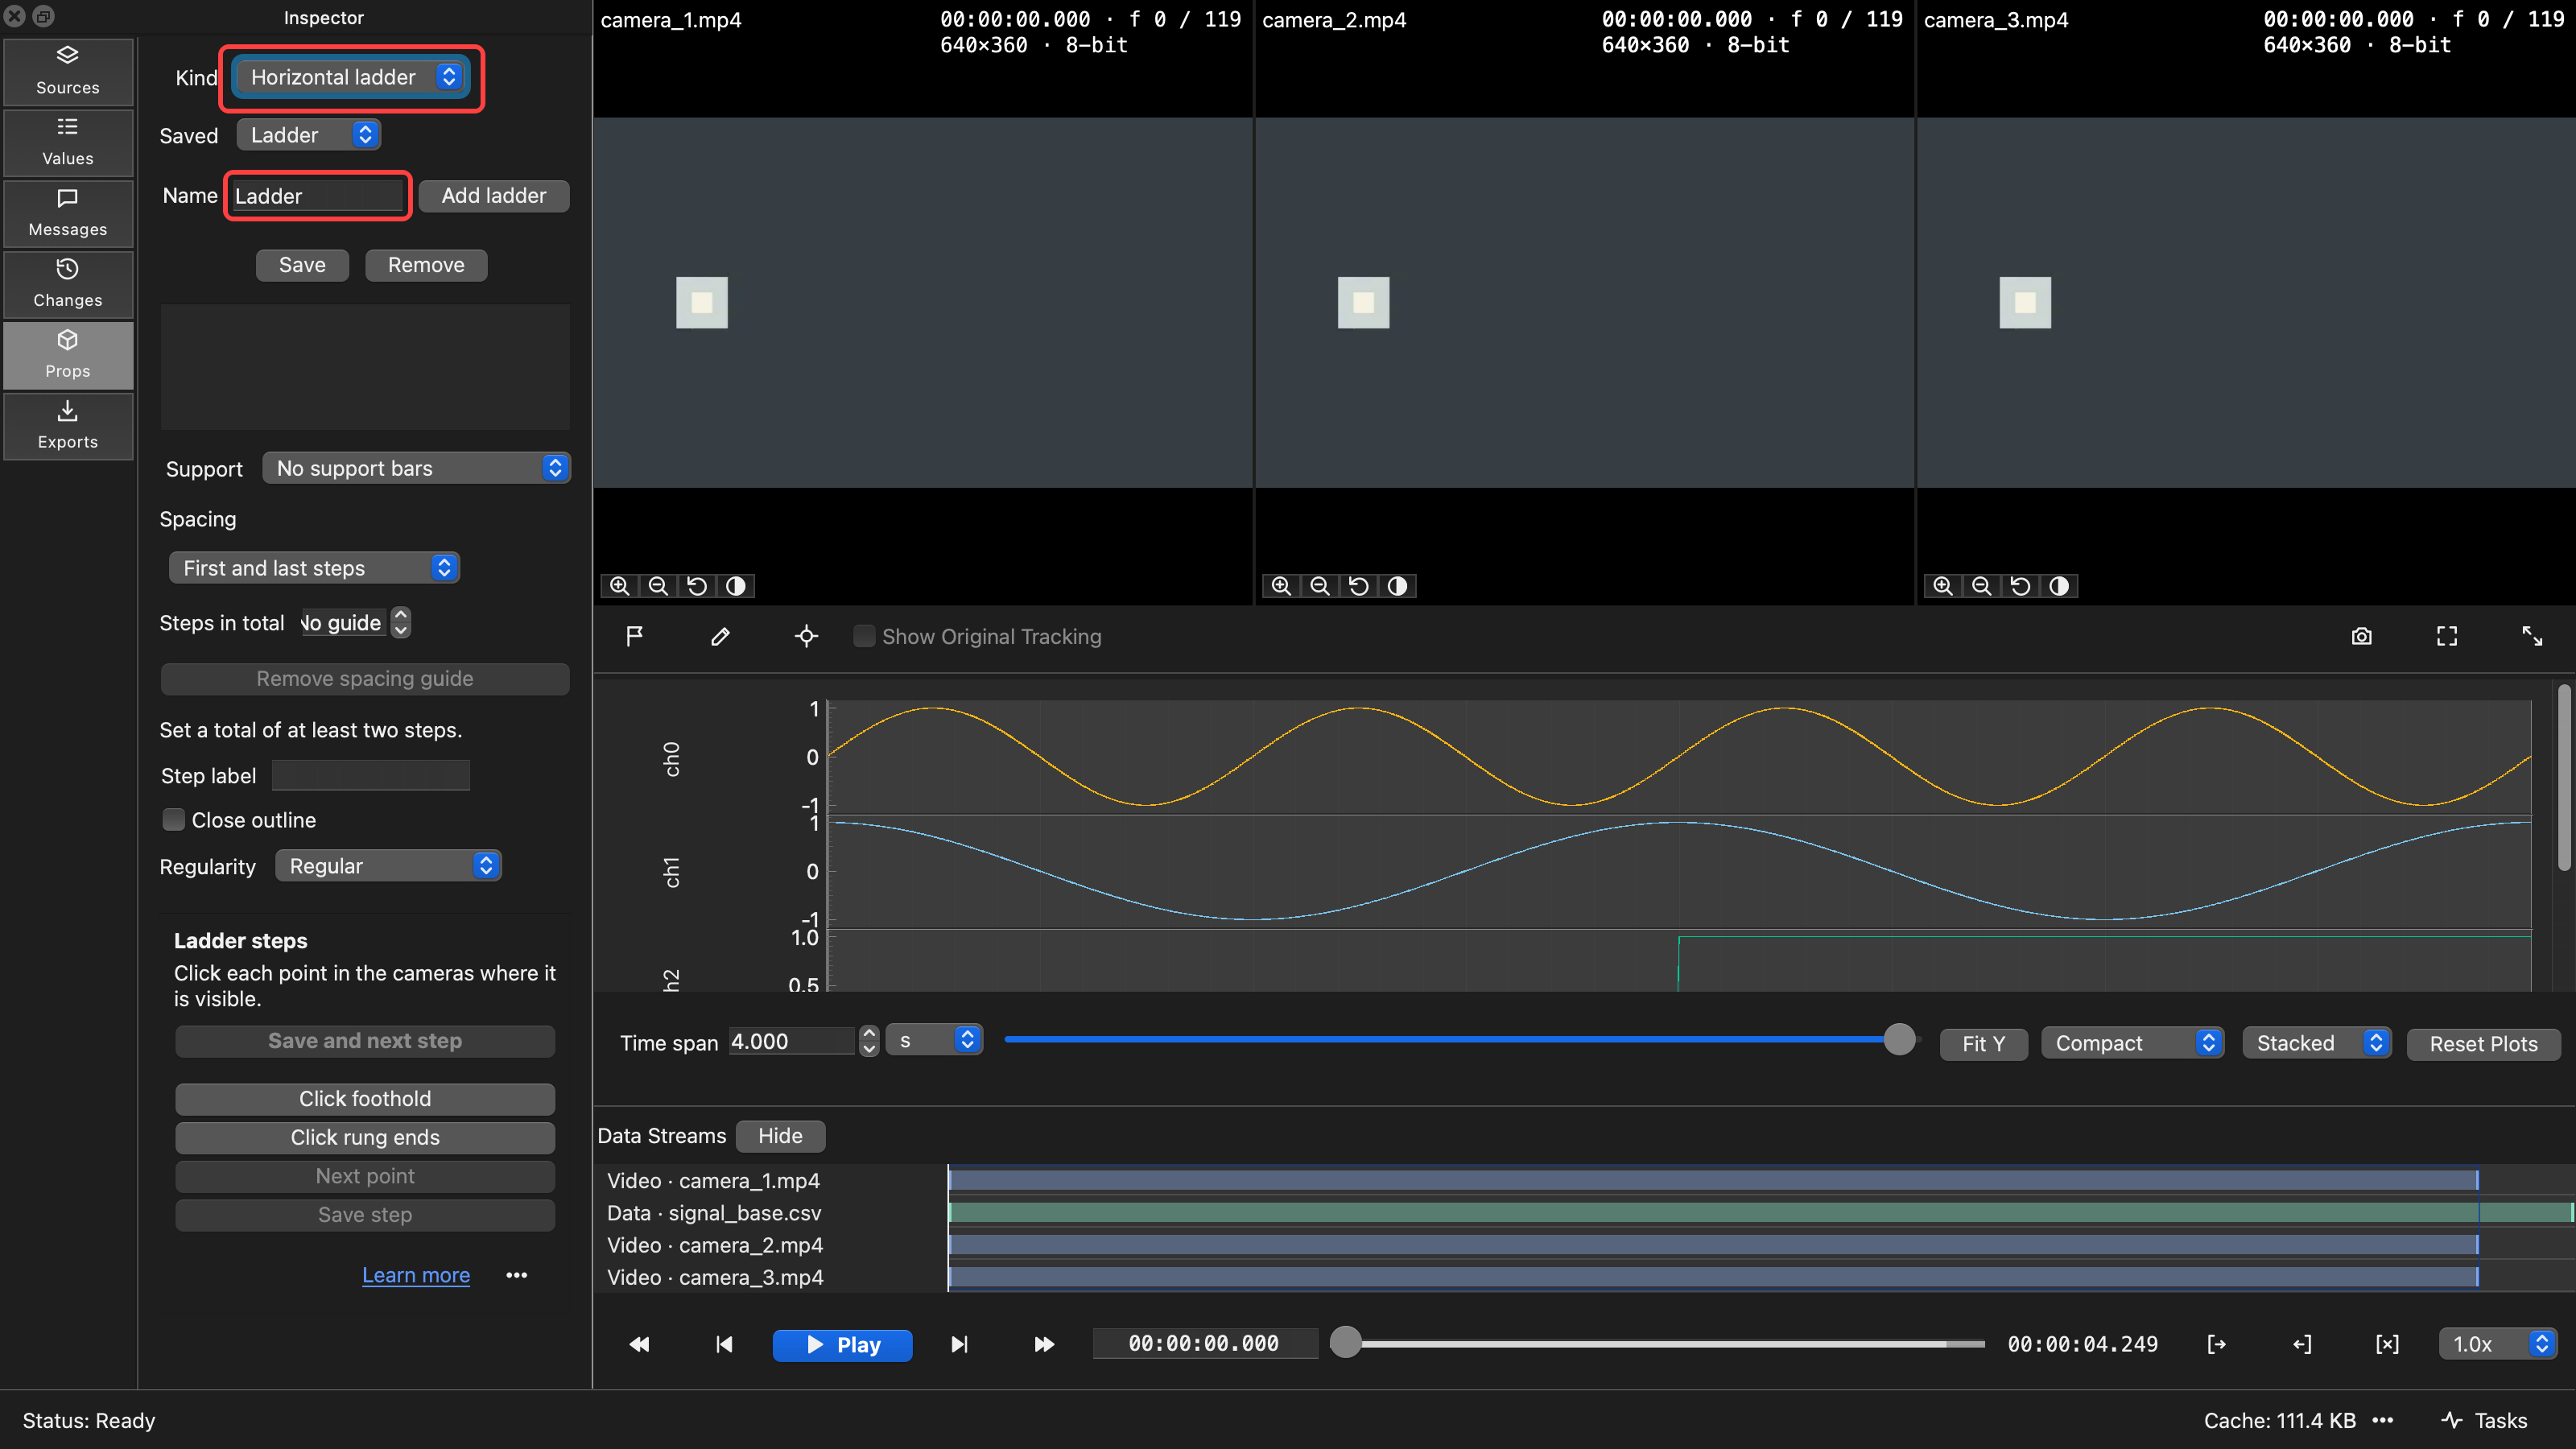 Inspector
Sources
Values
Messages
Changes
Props
Exports
Kind Horizontal ladder
Saved Ladder
Name Ladder Add ladder
Save Remove
Support No support bars
Spacing
First and last steps
Steps in total No guide
Remove spacing guide
Set a total of at least two steps.
Step label
Close outline
Regularity Regular
Ladder steps
Click each point in the cameras where it
is visible.
Save and next step
Click foothold
Click rung ends
Next point
Save step
Learn more
camera_1.mp4 00:00:00.000 · f 0 / 119
640×360 · 8-bit
camera_2.mp4 00:00:00.000 · f 0 / 119
640×360 · 8-bit
camera_3.mp4 00:00:00.000 · f 0 / 119
640×360 · 8-bit
Show Original Tracking
ch0
1
0
-1
ch1
1
0
-1
h2
1.0
0.5
Time span 4.000 s Fit Y Compact Stacked Reset Plots
Data Streams Hide
Video · camera_1.mp4
Data · signal_base.csv
Video · camera_2.mp4
Video · camera_3.mp4
Play 00:00:00.000 00:00:04.249 1.0x
Status: Ready Cache: 111.4 KB ••• Tasks